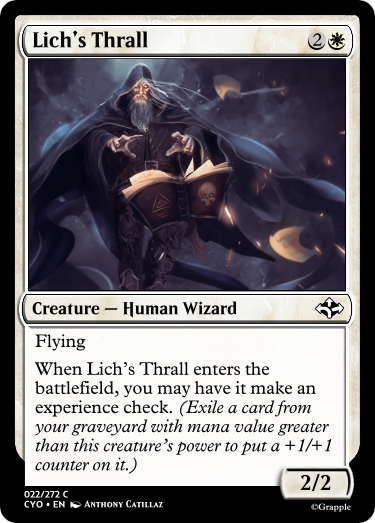 Lich's Thrall 2
Creature — Human Wizard
Flying
When Lich's Thrall enters the
battlefield, you may have it make an
experience check. (Exile a card from
your graveyard with mana value greater
than this creature's power to put a +1/+1
counter on it.)
2/2
022/272 C
CYO • EN Anthony Catillaz
©Grapple